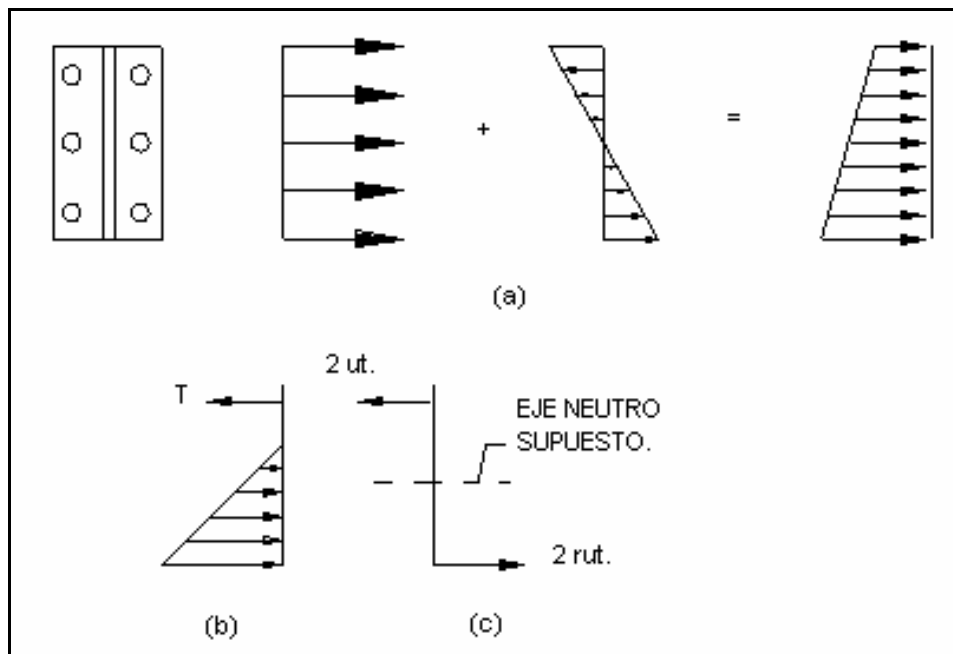 +
=
(a)
T
2 ut.
EJE NEUTRO
SUPUESTO.
2 rut.
(b)
(c)